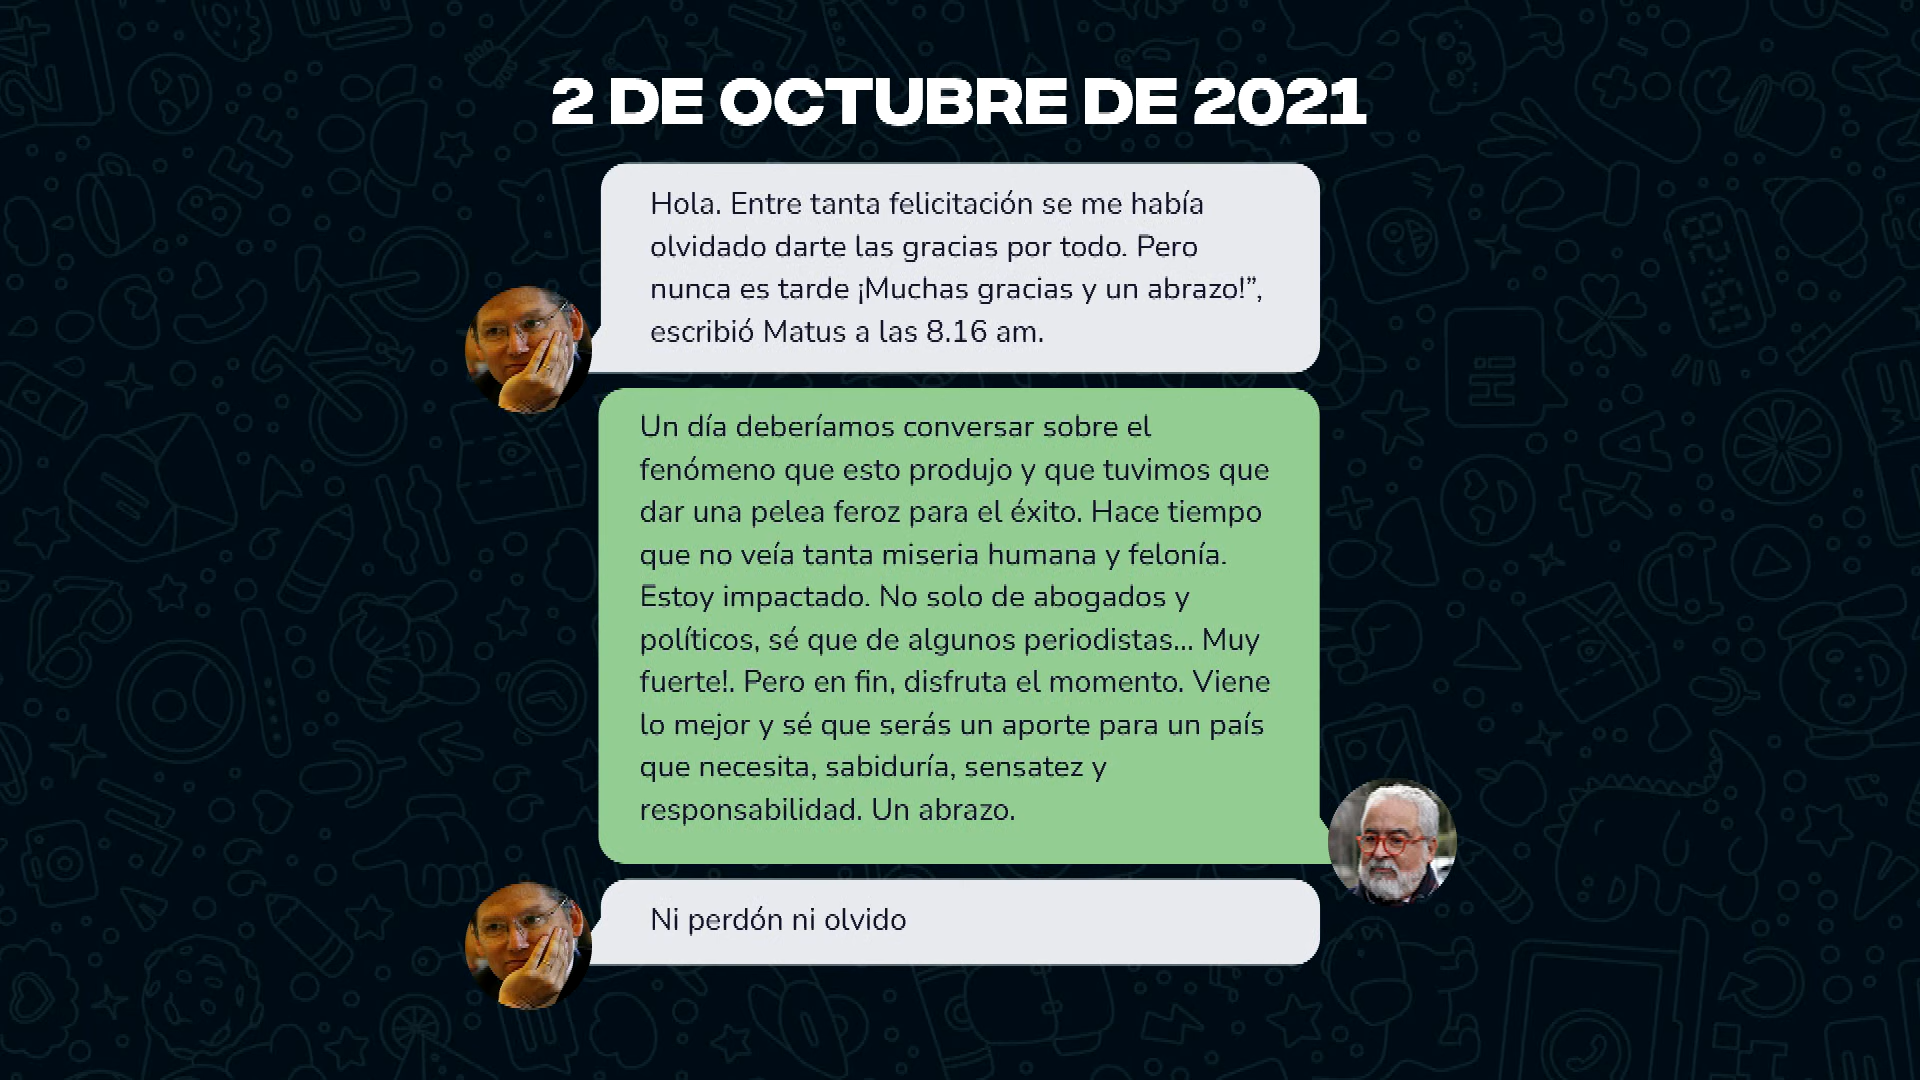 2 DE OCTUBRE DE 2021
Hola. Entre tanta felicitación se me había
olvidado darte las gracias por todo. Pero
nunca es tarde ¡Muchas gracias y un abrazo!”,
escribió Matus a las 8.16 am.
Un día deberíamos conversar sobre el
fenómeno que esto produjo y que tuvimos que
dar una pelea feroz para el éxito. Hace tiempo
que no veía tanta miseria humana y felonía.
Estoy impactado. No solo de abogados y
políticos, sé que de algunos periodistas... Muy
fuerte!. Pero en fin, disfruta el momento. Viene
lo mejor y sé que serás un aporte para un país
que necesita, sabiduría, sensatez y
responsabilidad. Un abrazo.
Ni perdón ni olvido
24
BFF
Hi
02:50